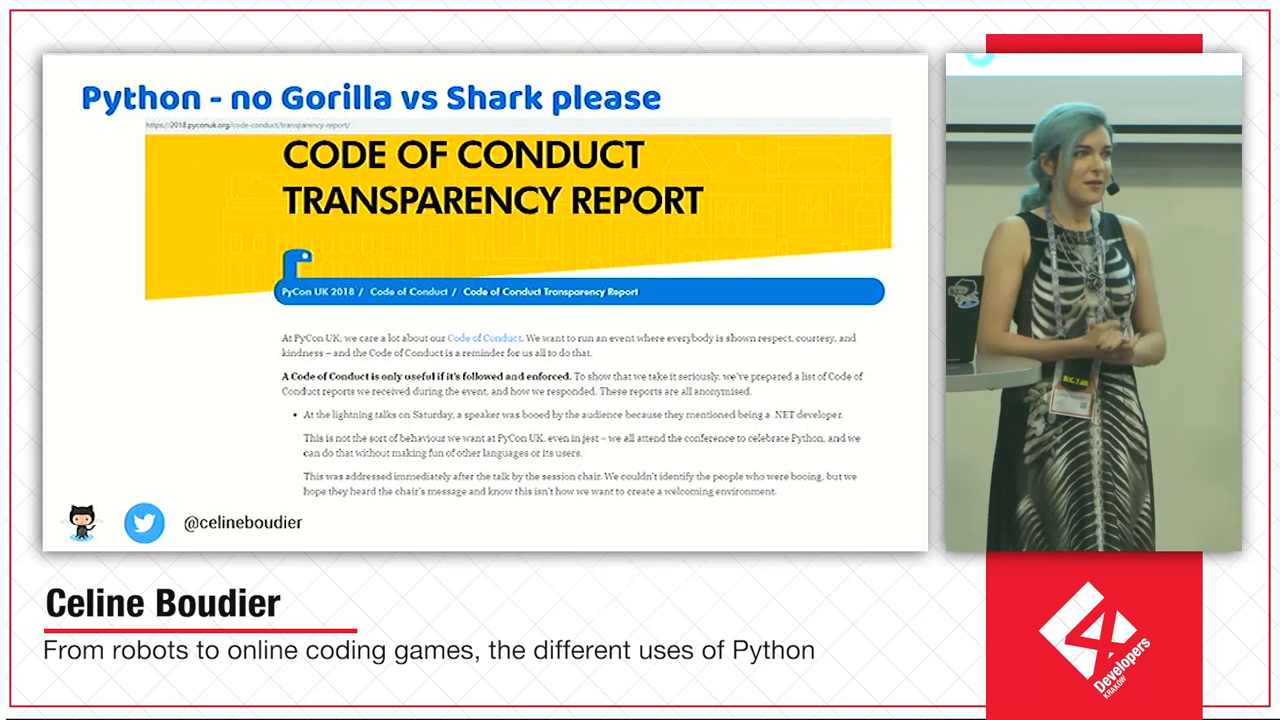 Python - no Gorilla vs Shark please
https://2018.pyconuk.org/code-conduct/transparency-report/
CODE OF CONDUCT
TRANSPARENCY REPORT
PyCon UK 2018 / Code of Conduct / Code of Conduct Transparency Report
At PyCon UK, we care a lot about our Code of Conduct. We want to run an event where everybody is shown respect, courtesy, and
kindness – and the Code of Conduct is a reminder for us all to do that.
A Code of Conduct is only useful if it's followed and enforced. To show that we take it seriously, we've prepared a list of Code of
Conduct reports we received during the event, and how we responded. These reports are all anonymised.
• At the lightning talks on Saturday, a speaker was booed by the audience because they mentioned being a .NET developer.
This is not the sort of behaviour we want at PyCon UK, even in jest – we all attend the conference to celebrate Python, and we
can do that without making fun of other languages or its users.
This was addressed immediately after the talk by the session chair. We couldn't identify the people who were booing, but we
hope they heard the chair's message and know this isn't how we want to create a welcoming environment.
@celineboudier
Celine Boudier
From robots to online coding games, the different uses of Python
4
Developers
KRAKOW